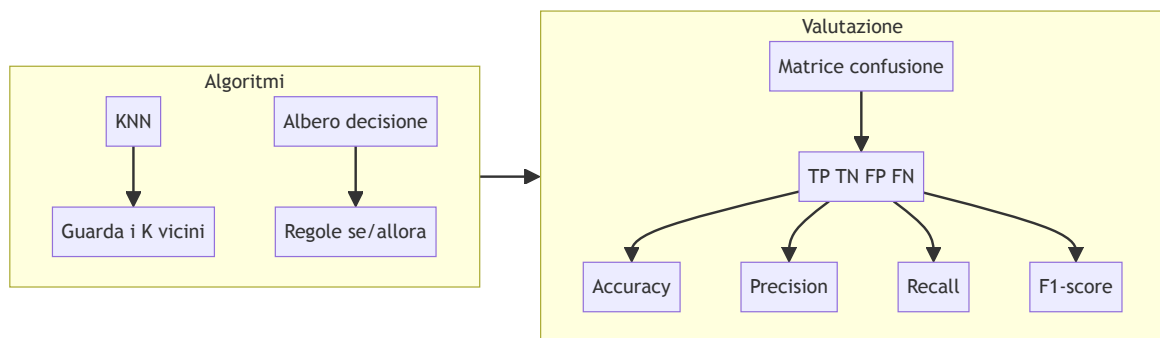 Algoritmi
KNN
Albero decisione
Guarda i K vicini
Regole se/allora
Valutazione
Matrice confusione
TP TN FP FN
Accuracy
Precision
Recall
F1-score